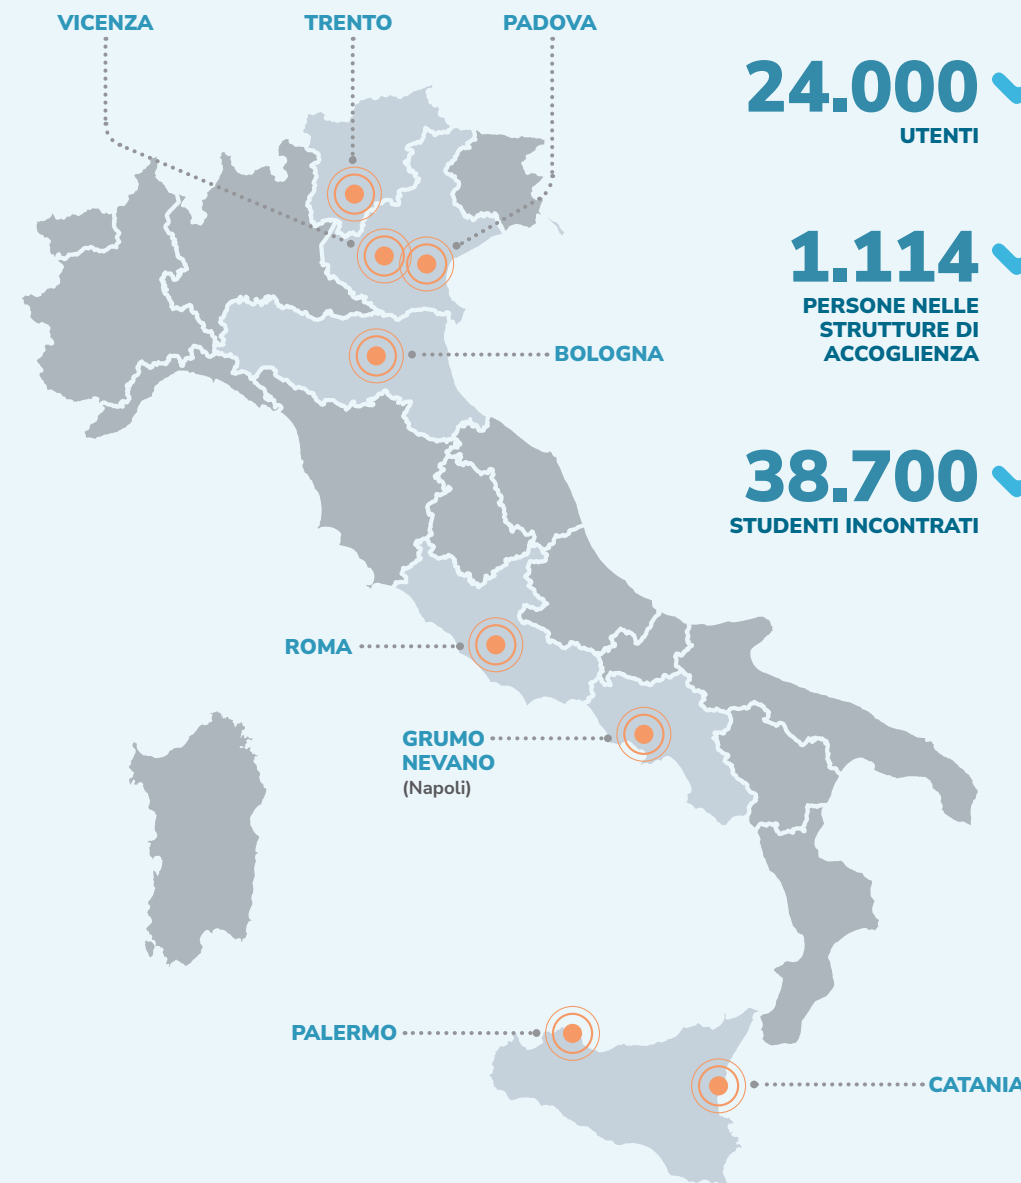 VICENZA
TRENTO
PADOVA
24.000
UTENTI
1.114
PERSONE NELLE
STRUTTURE DI
ACCOGLIENZA
BOLOGNA
38.700
STUDENTI INCONTRATI
ROMA
GRUMO
NEVANO
(Napoli)
PALERMO
CATANIA